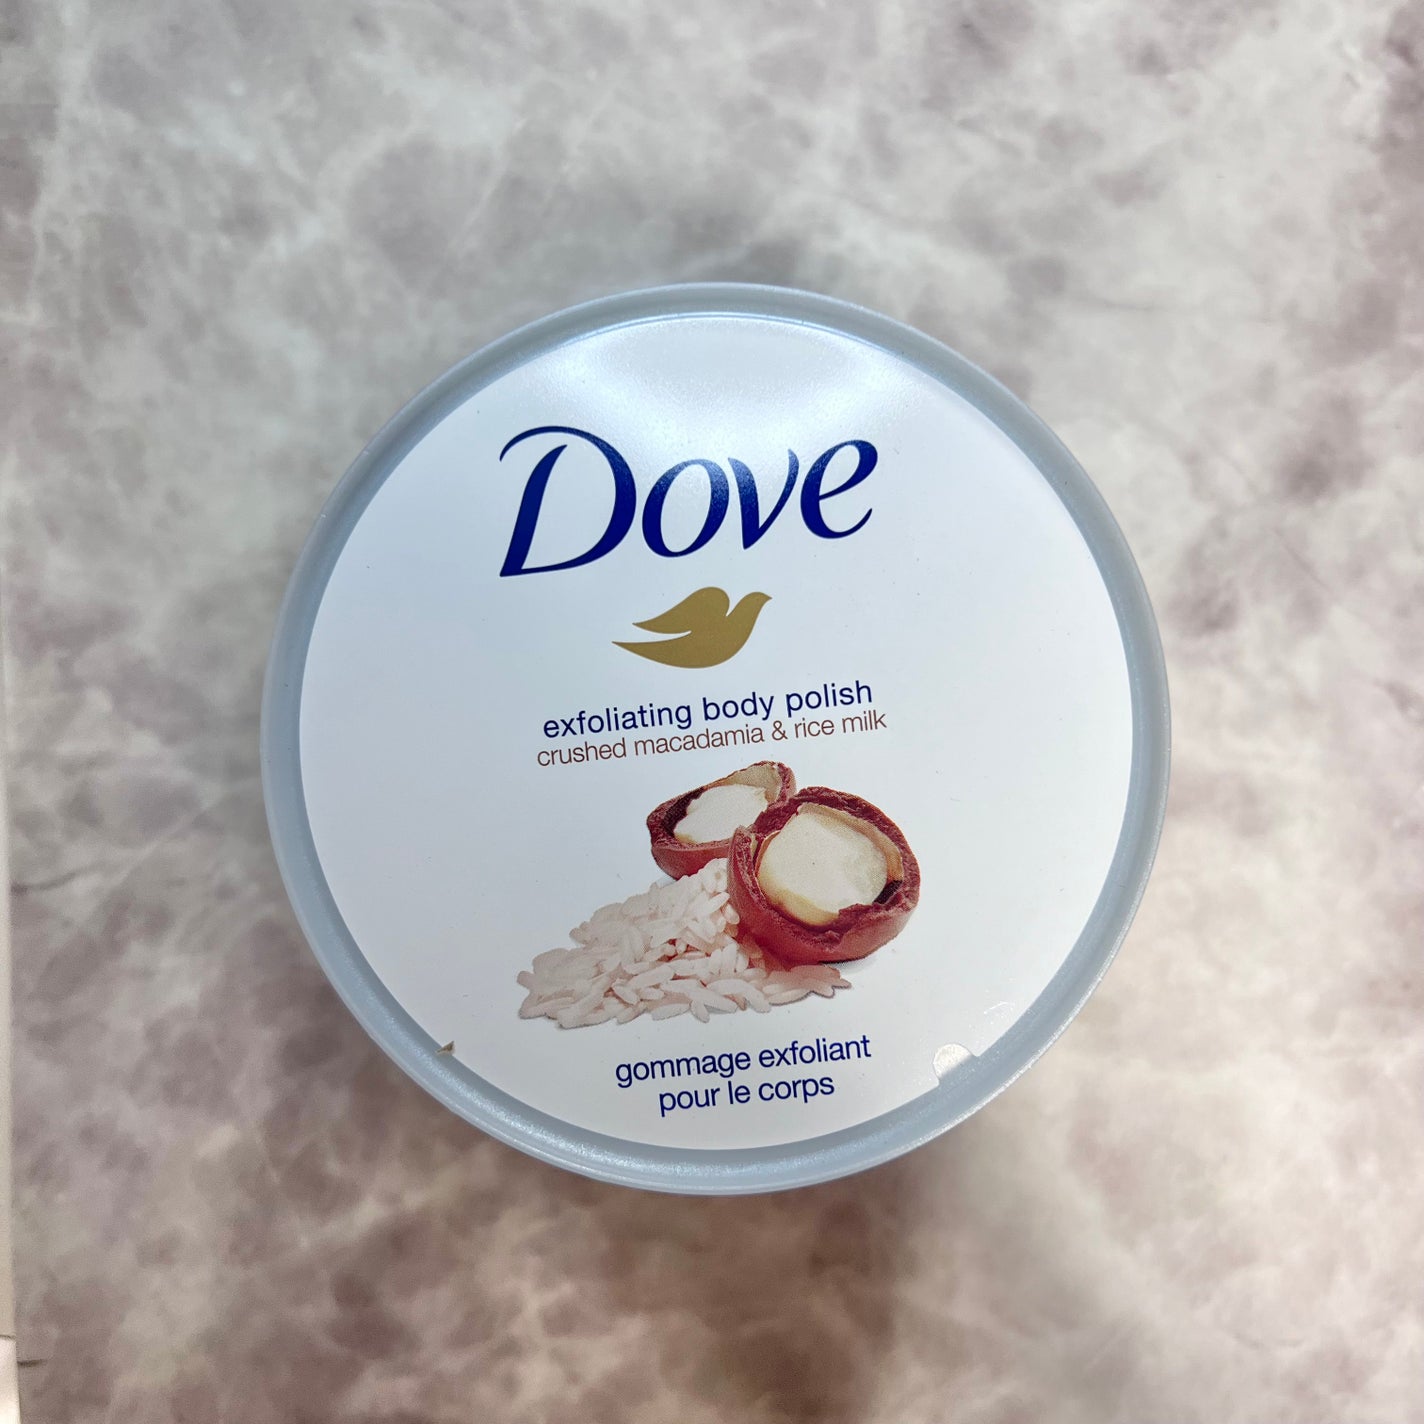 Dove
exfoliating body polish
crushed macadamia & rice milk
gommage exfoliant
pour le corps